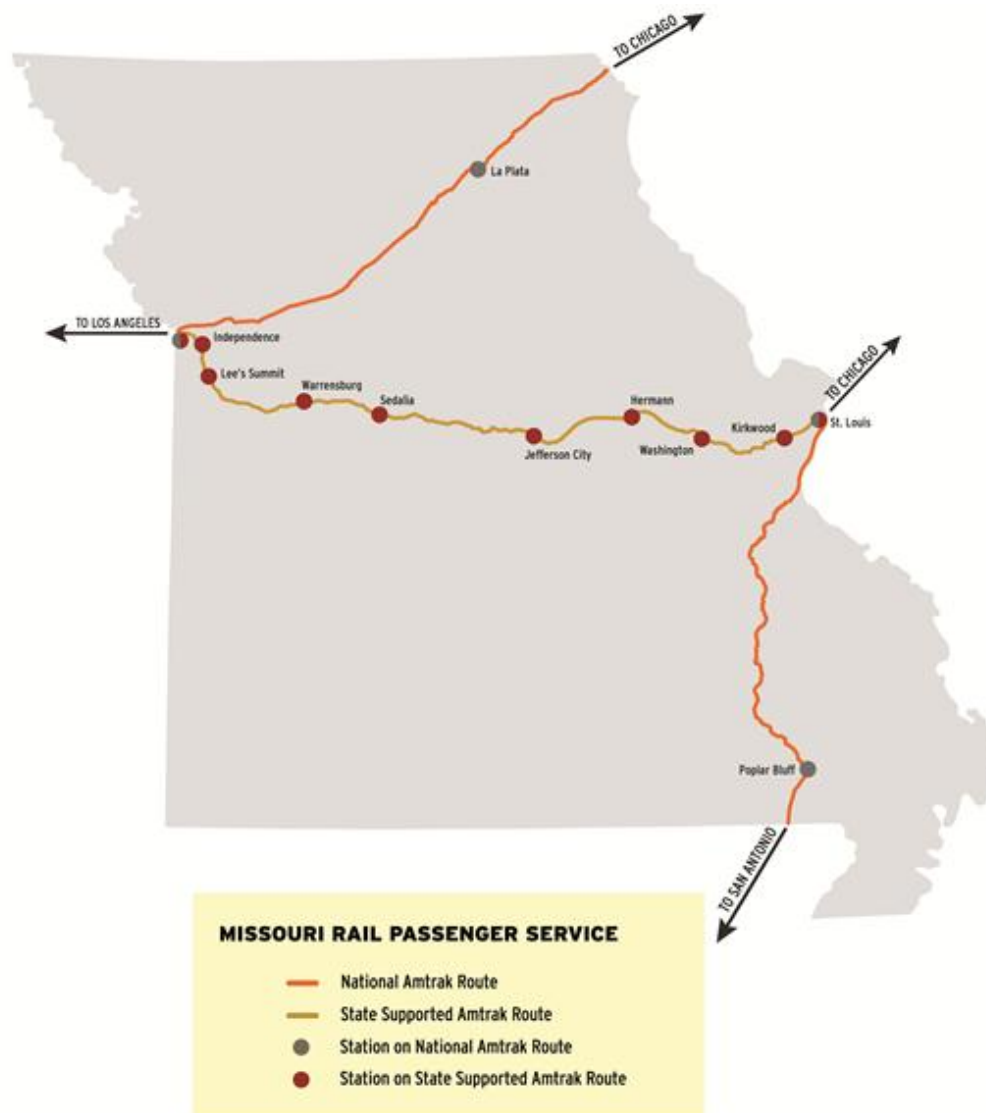 TO CHICAGO
La Plata
TO LOS ANGELES
Independence
Lee's Summit
Warrensburg
Sedalia
Jefferson City
Hermann
Washington
Kirkwood
TO CHICAGO
St. Louis
Poplar Bluff
TO SAN ANTONIO
MISSOURI RAIL PASSENGER SERVICE
National Amtrak Route
State Supported Amtrak Route
Station on National Amtrak Route
Station on State Supported Amtrak Route